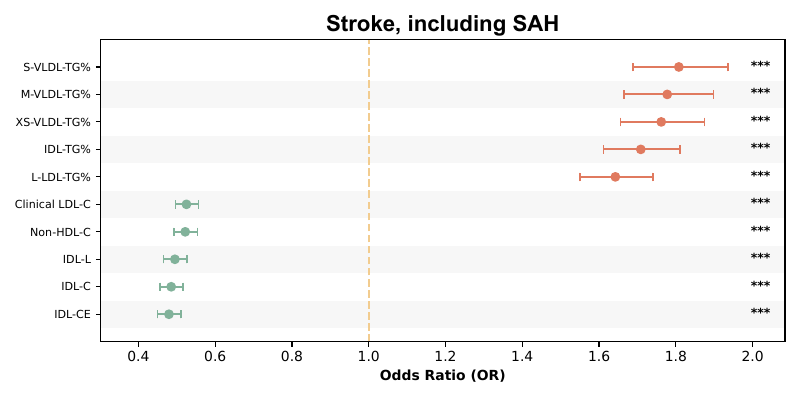 Stroke, including SAH
S-VLDL-TG% ***
M-VLDL-TG% ***
XS-VLDL-TG% ***
IDL-TG% ***
L-LDL-TG% ***
Clinical LDL-C ***
Non-HDL-C ***
IDL-L ***
IDL-C ***
IDL-CE ***
0.4 0.6 0.8 1.0 1.2 1.4 1.6 1.8 2.0
Odds Ratio (OR)